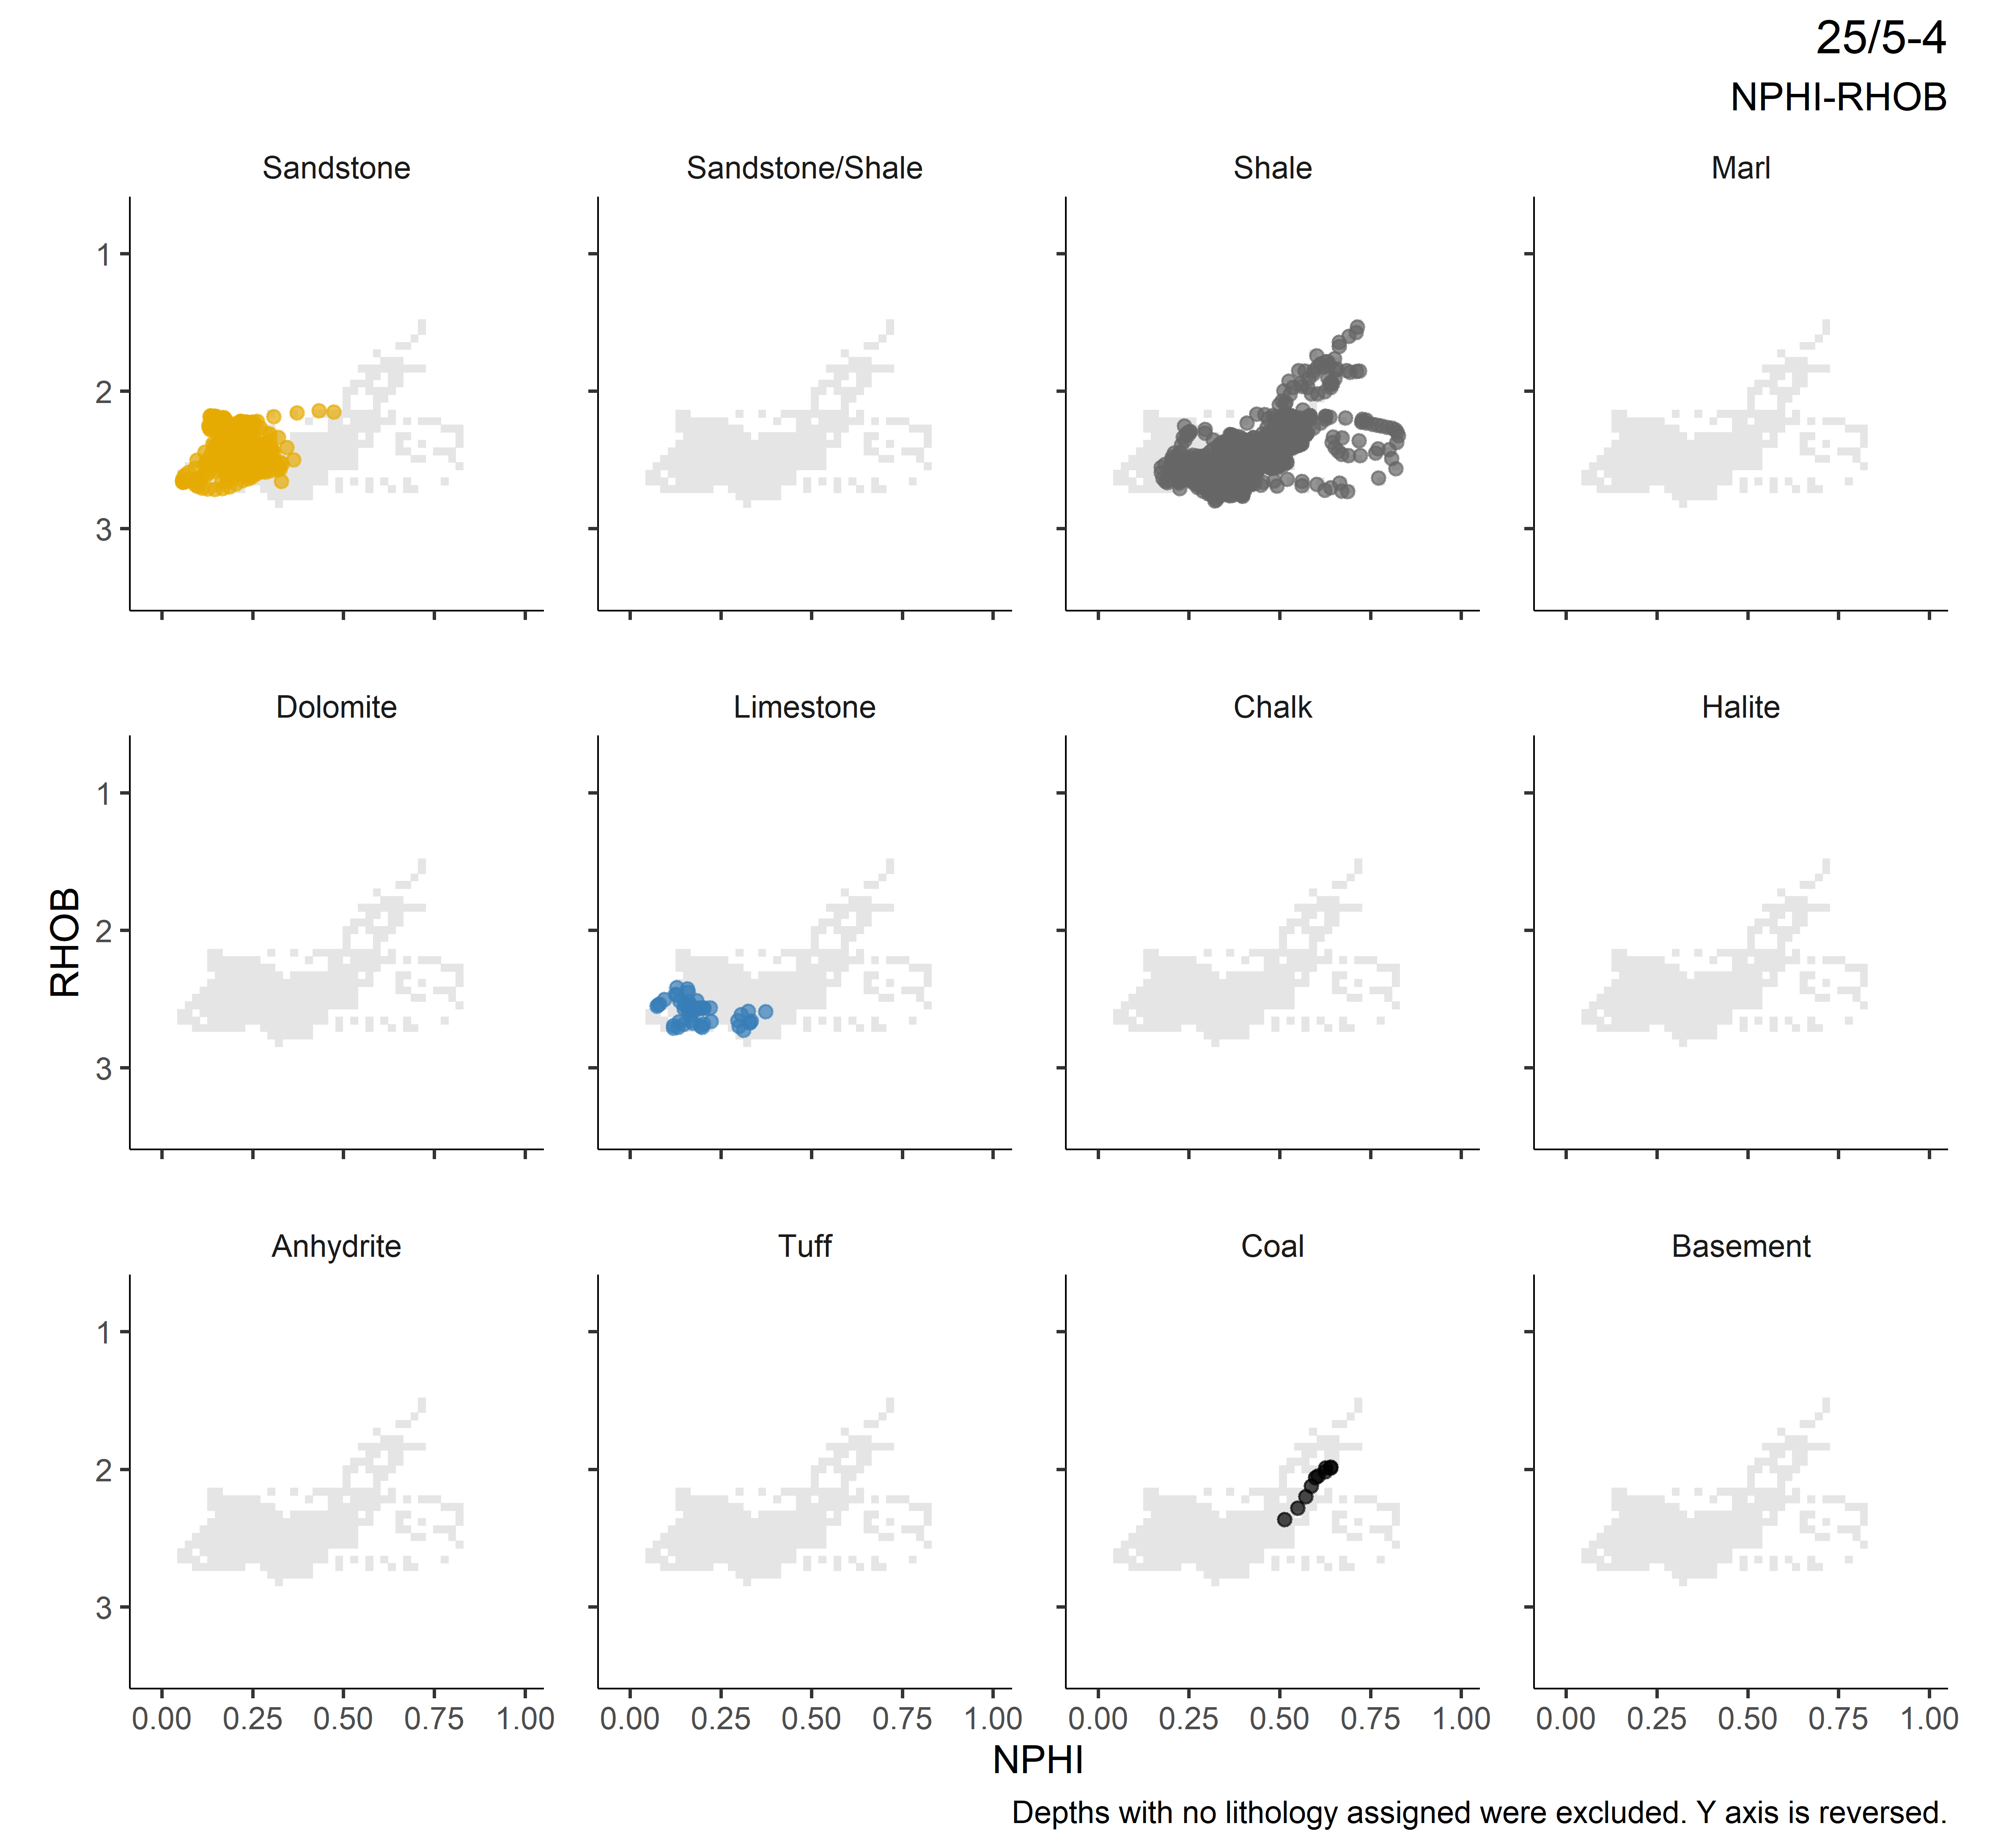 25/5-4
NPHI-RHOB
Sandstone Sandstone/Shale Shale Marl
1
2
3
Dolomite Limestone Chalk Halite
1
2
3
RHOB
Anhydrite Tuff Coal Basement
1
2
3
0.00 0.25 0.50 0.75 1.00 0.00 0.25 0.50 0.75 1.00 0.00 0.25 0.50 0.75 1.00 0.00 0.25 0.50 0.75 1.00
NPHI
Depths with no lithology assigned were excluded. Y axis is reversed.